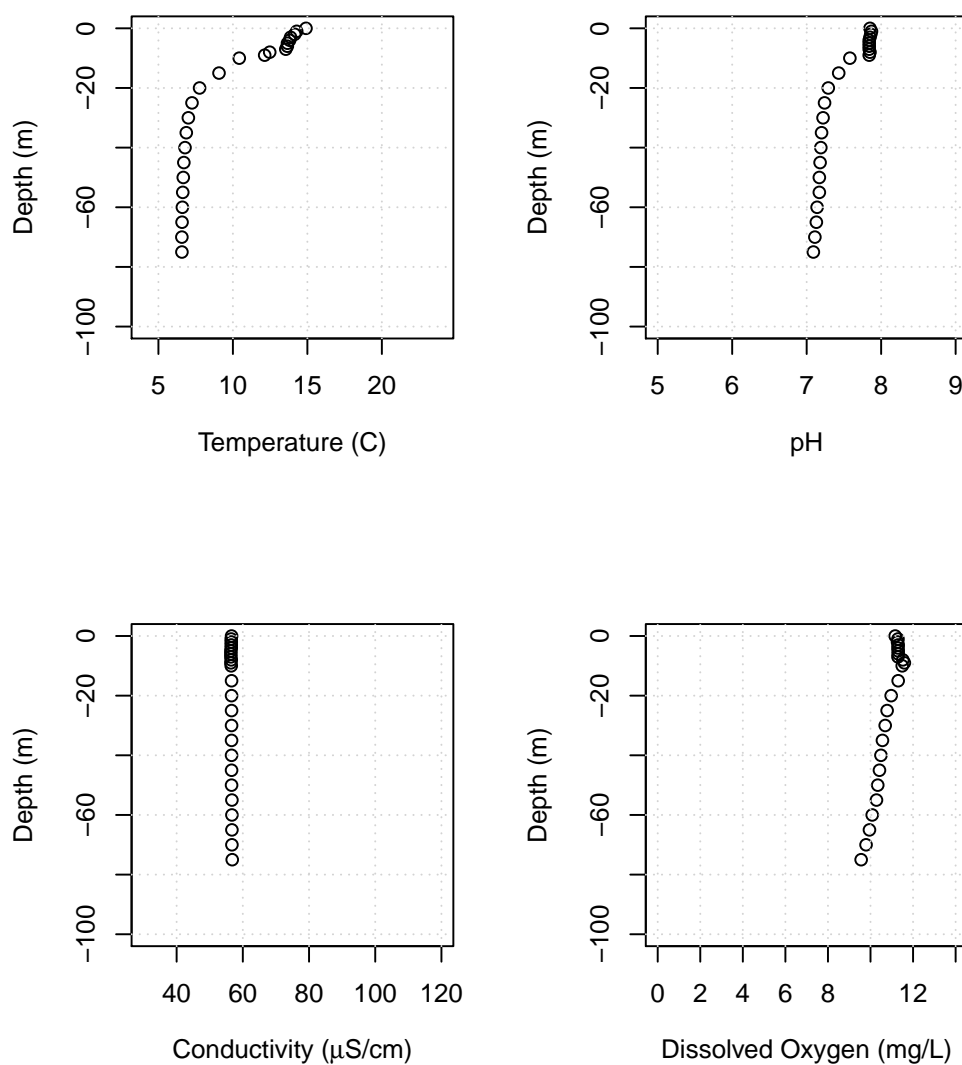 0
−20
−60
−100
Depth (m)
5 10 15 20
Temperature (C)
0
−20
−60
−100
Depth (m)
5 6 7 8 9
pH
0
−20
−60
−100
Depth (m)
40 60 80 100 120
Conductivity (μS/cm)
0
−20
−60
−100
Depth (m)
0 2 4 6 8 12
Dissolved Oxygen (mg/L)